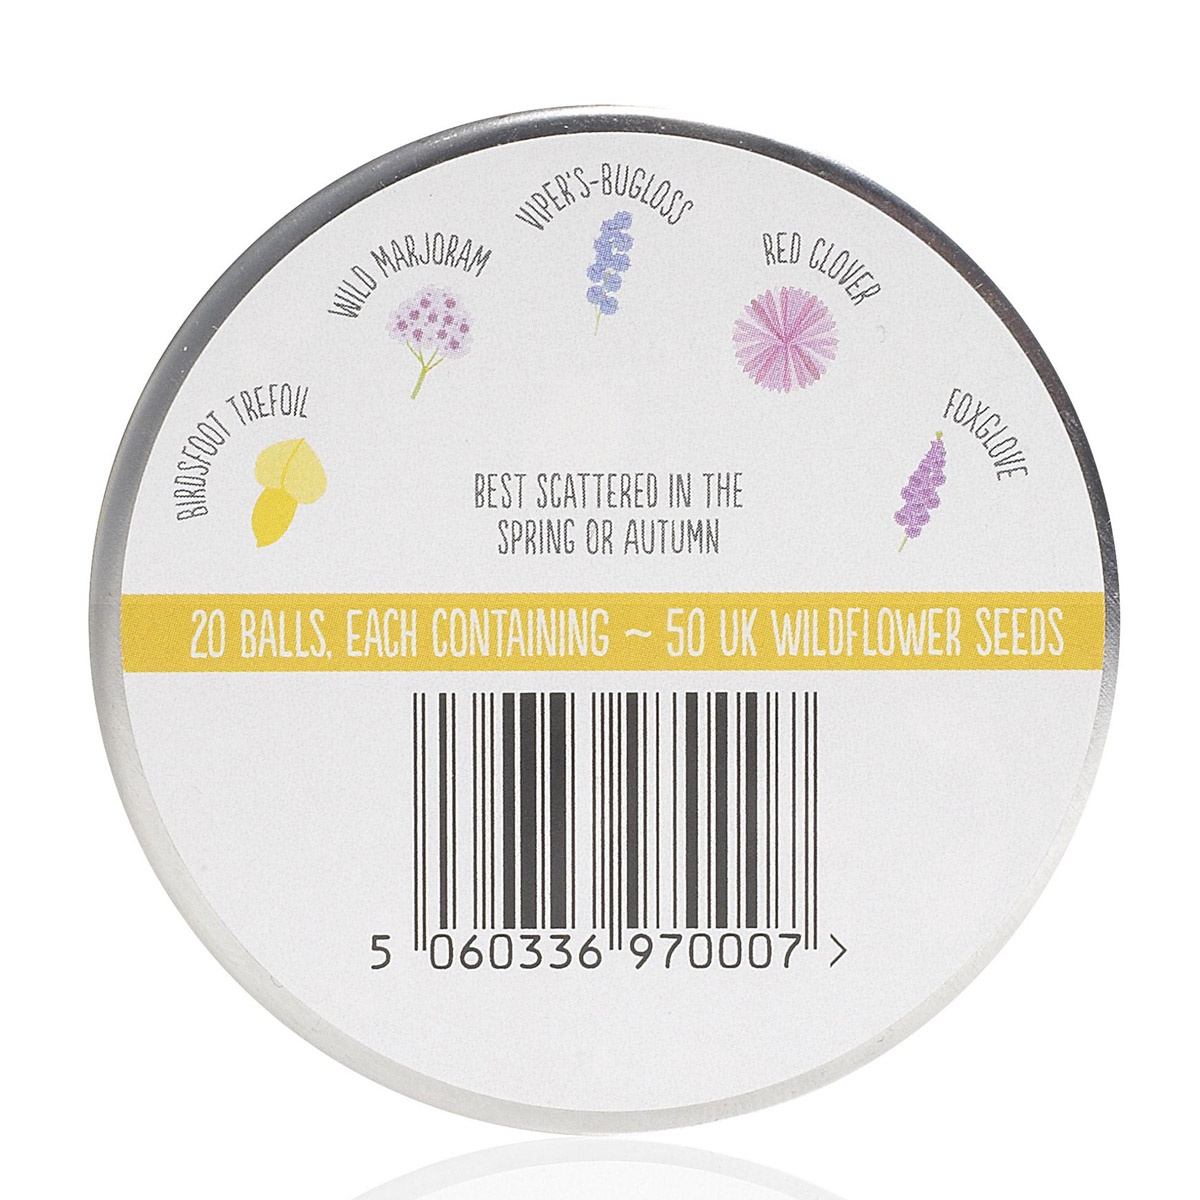 BIRDSFOOT TREFOIL
WILD MARJORAM
VIPER'S-BUGLOSS
RED CLOVER
FOXGLOVE
BEST SCATTERED IN THE
SPRING OR AUTUMN
20 BALLS, EACH CONTAINING ~ 50 UK WILDFLOWER SEEDS
5 060336 970007 >